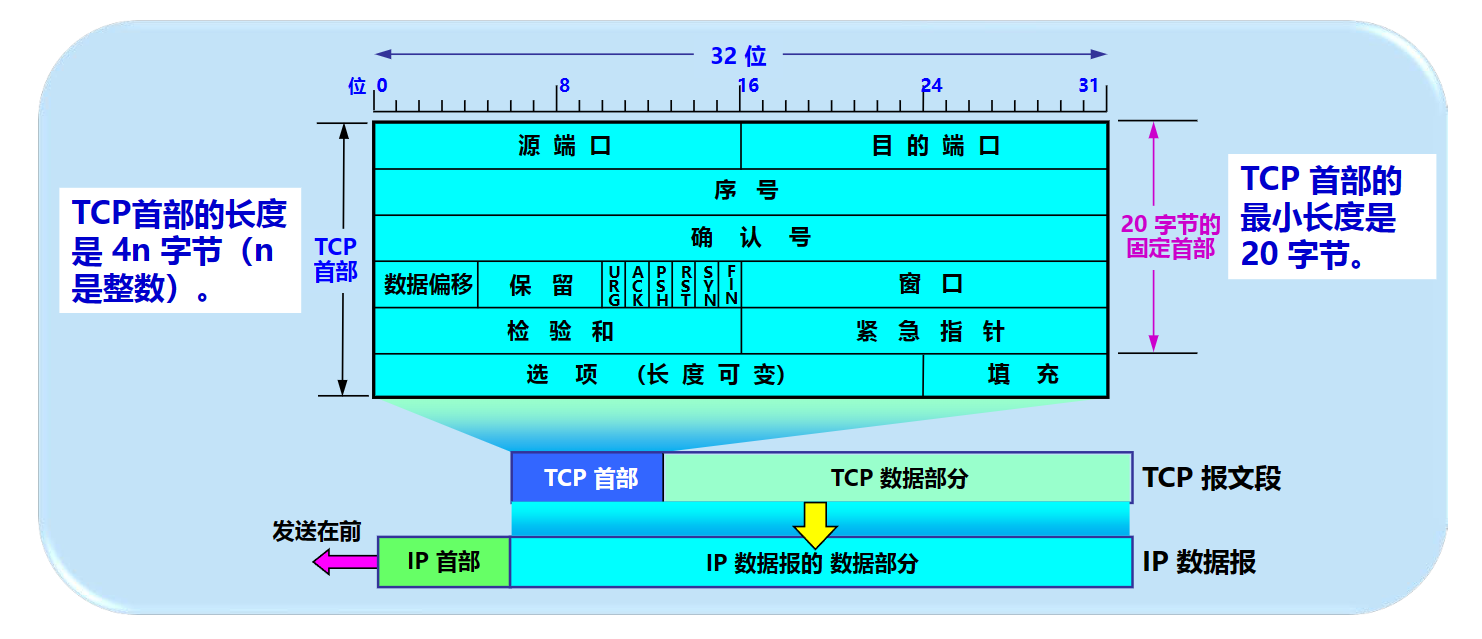 32 位
位 0 8 16 24 31
源 端 口 目 的 端 口
序 号
确 认 号
数据偏移 保 留 URG ACK PSH RST SYN FIN 窗 口
检 验 和 紧 急 指 针
选 项 (长 度 可 变) 填 充
TCP首部的长度
是 4n 字节（n
是整数）。
TCP
首部
20 字节的
固定首部
TCP 首部的
最小长度是
20 字节。
TCP 首部 TCP 数据部分 TCP 报文段
发送在前
IP 首部 IP 数据报的 数据部分 IP 数据报